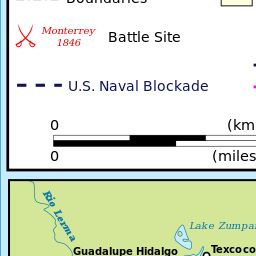 Boundaries
Monterrey
1846
Battle Site
U.S. Naval Blockade
0 (km
0 (miles
Rio Lerma
Lake Zumpa
Guadalupe Hidalgo
Texcoco